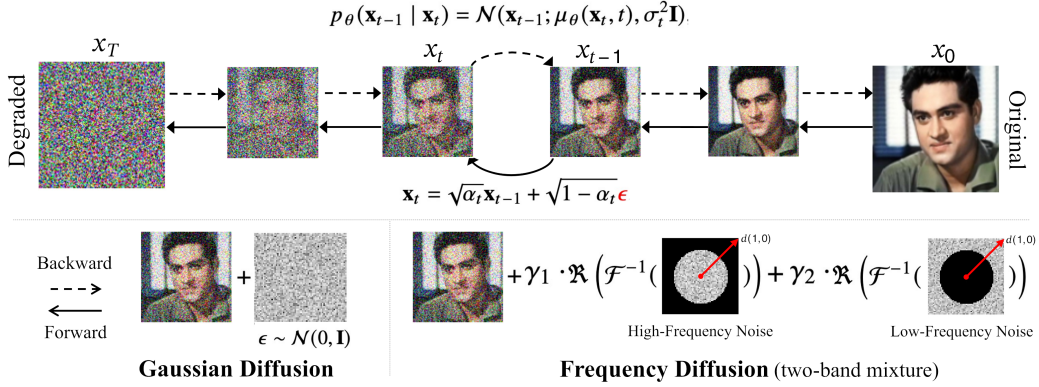 p_θ(𝐱_{t−1} | 𝐱_t) = 𝒩(𝐱_{t−1}; μ_θ(𝐱_t, t), σ_t^2 𝐈).
x_T
x_t
x_{t−1}
x_0
Degraded
Original
𝐱_t = √α_t 𝐱_{t−1} + √(1 − α_t) ϵ
Backward
Forward
+
ϵ ∼ 𝒩(0, 𝐈)
Gaussian Diffusion
+ γ_1 · ℜ ( ℱ^{−1}( ) ) + γ_2 · ℜ ( ℱ^{−1}( ) )
d(1,0)
d(1,0)
High-Frequency Noise
Low-Frequency Noise
Frequency Diffusion (two-band mixture)